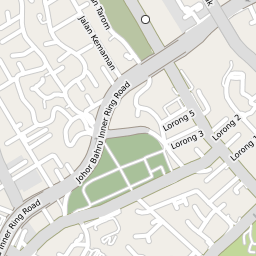 an Tarom
Jalan Kemaman
Johor Bahru Inner Ring Road
Lorong 5
Lorong 3
Lorong 2
Lorong 1
Inner Ring Road